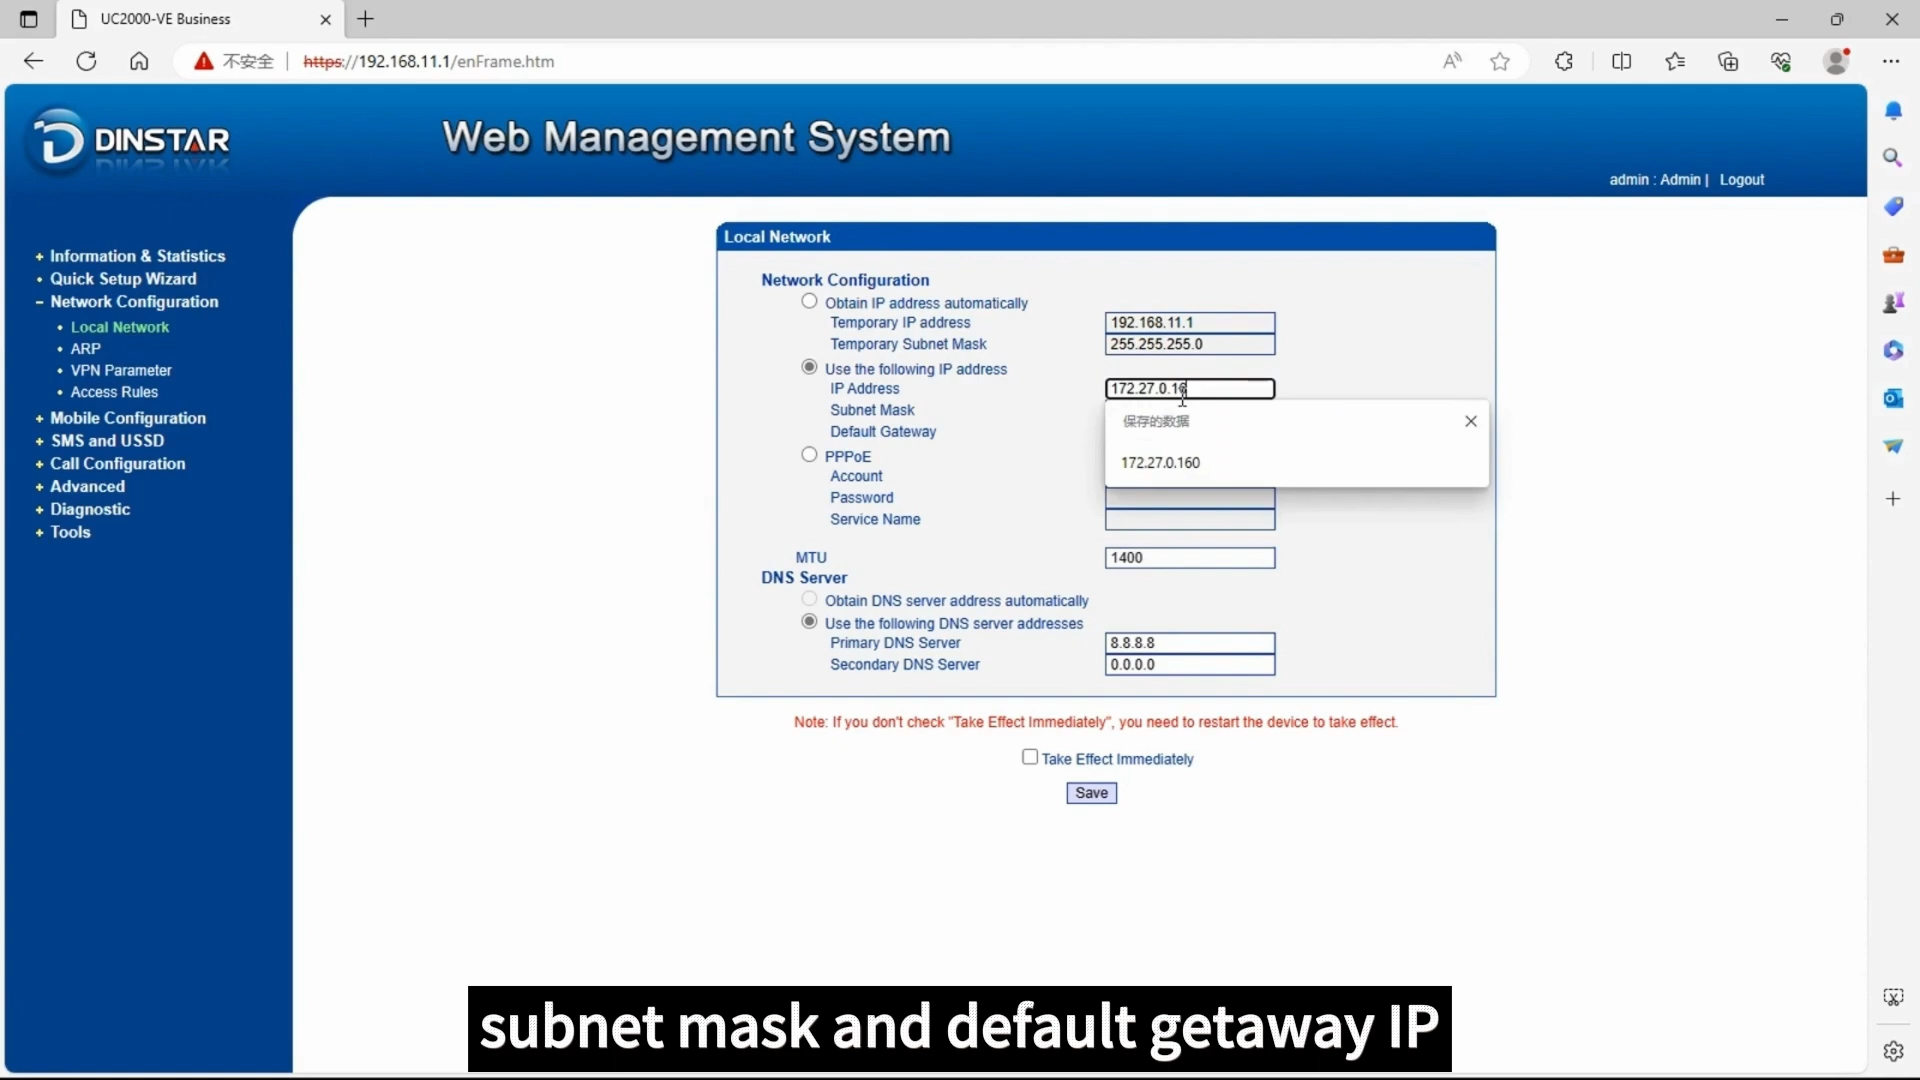 UC2000-VE Business
不安全
https://192.168.11.1/enFrame.htm
DINSTAR
Web Management System
admin : Admin | Logout
Information & Statistics
Quick Setup Wizard
Network Configuration
Local Network
ARP
VPN Parameter
Access Rules
Mobile Configuration
SMS and USSD
Call Configuration
Advanced
Diagnostic
Tools
Local Network
Network Configuration
Obtain IP address automatically
Temporary IP address 192.168.11.1
Temporary Subnet Mask 255.255.255.0
Use the following IP address
IP Address 172.27.0.16
Subnet Mask
保存的数据
Default Gateway
172.27.0.160
PPPoE
Account
Password
Service Name
MTU 1400
DNS Server
Obtain DNS server address automatically
Use the following DNS server addresses
Primary DNS Server 8.8.8.8
Secondary DNS Server 0.0.0.0
Note: If you don't check "Take Effect Immediately", you need to restart the device to take effect.
Take Effect Immediately
Save
subnet mask and default getaway IP